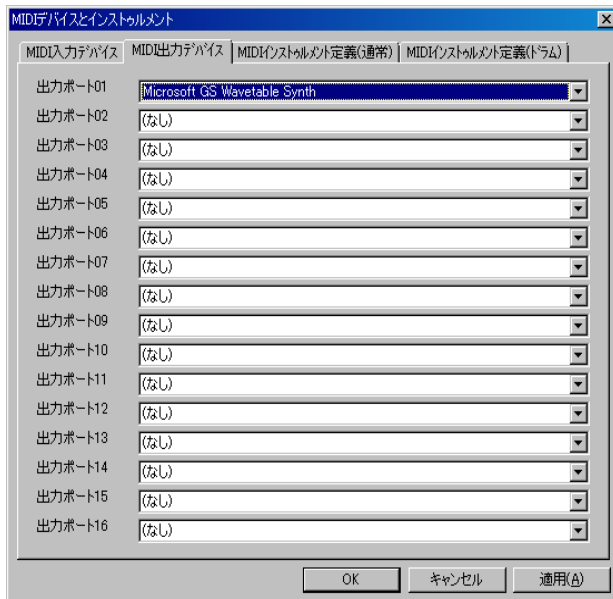 MIDIデバイスとインストゥルメント
MIDI入力デバイス MIDI出力デバイス MIDIインストゥルメント定義(通常) MIDIインストゥルメント定義(ドラム)
出力ポート01 Microsoft GS Wavetable Synth
出力ポート02 (なし)
出力ポート03 (なし)
出力ポート04 (なし)
出力ポート05 (なし)
出力ポート06 (なし)
出力ポート07 (なし)
出力ポート08 (なし)
出力ポート09 (なし)
出力ポート10 (なし)
出力ポート11 (なし)
出力ポート12 (なし)
出力ポート13 (なし)
出力ポート14 (なし)
出力ポート15 (なし)
出力ポート16 (なし)
OK キャンセル 適用(A)